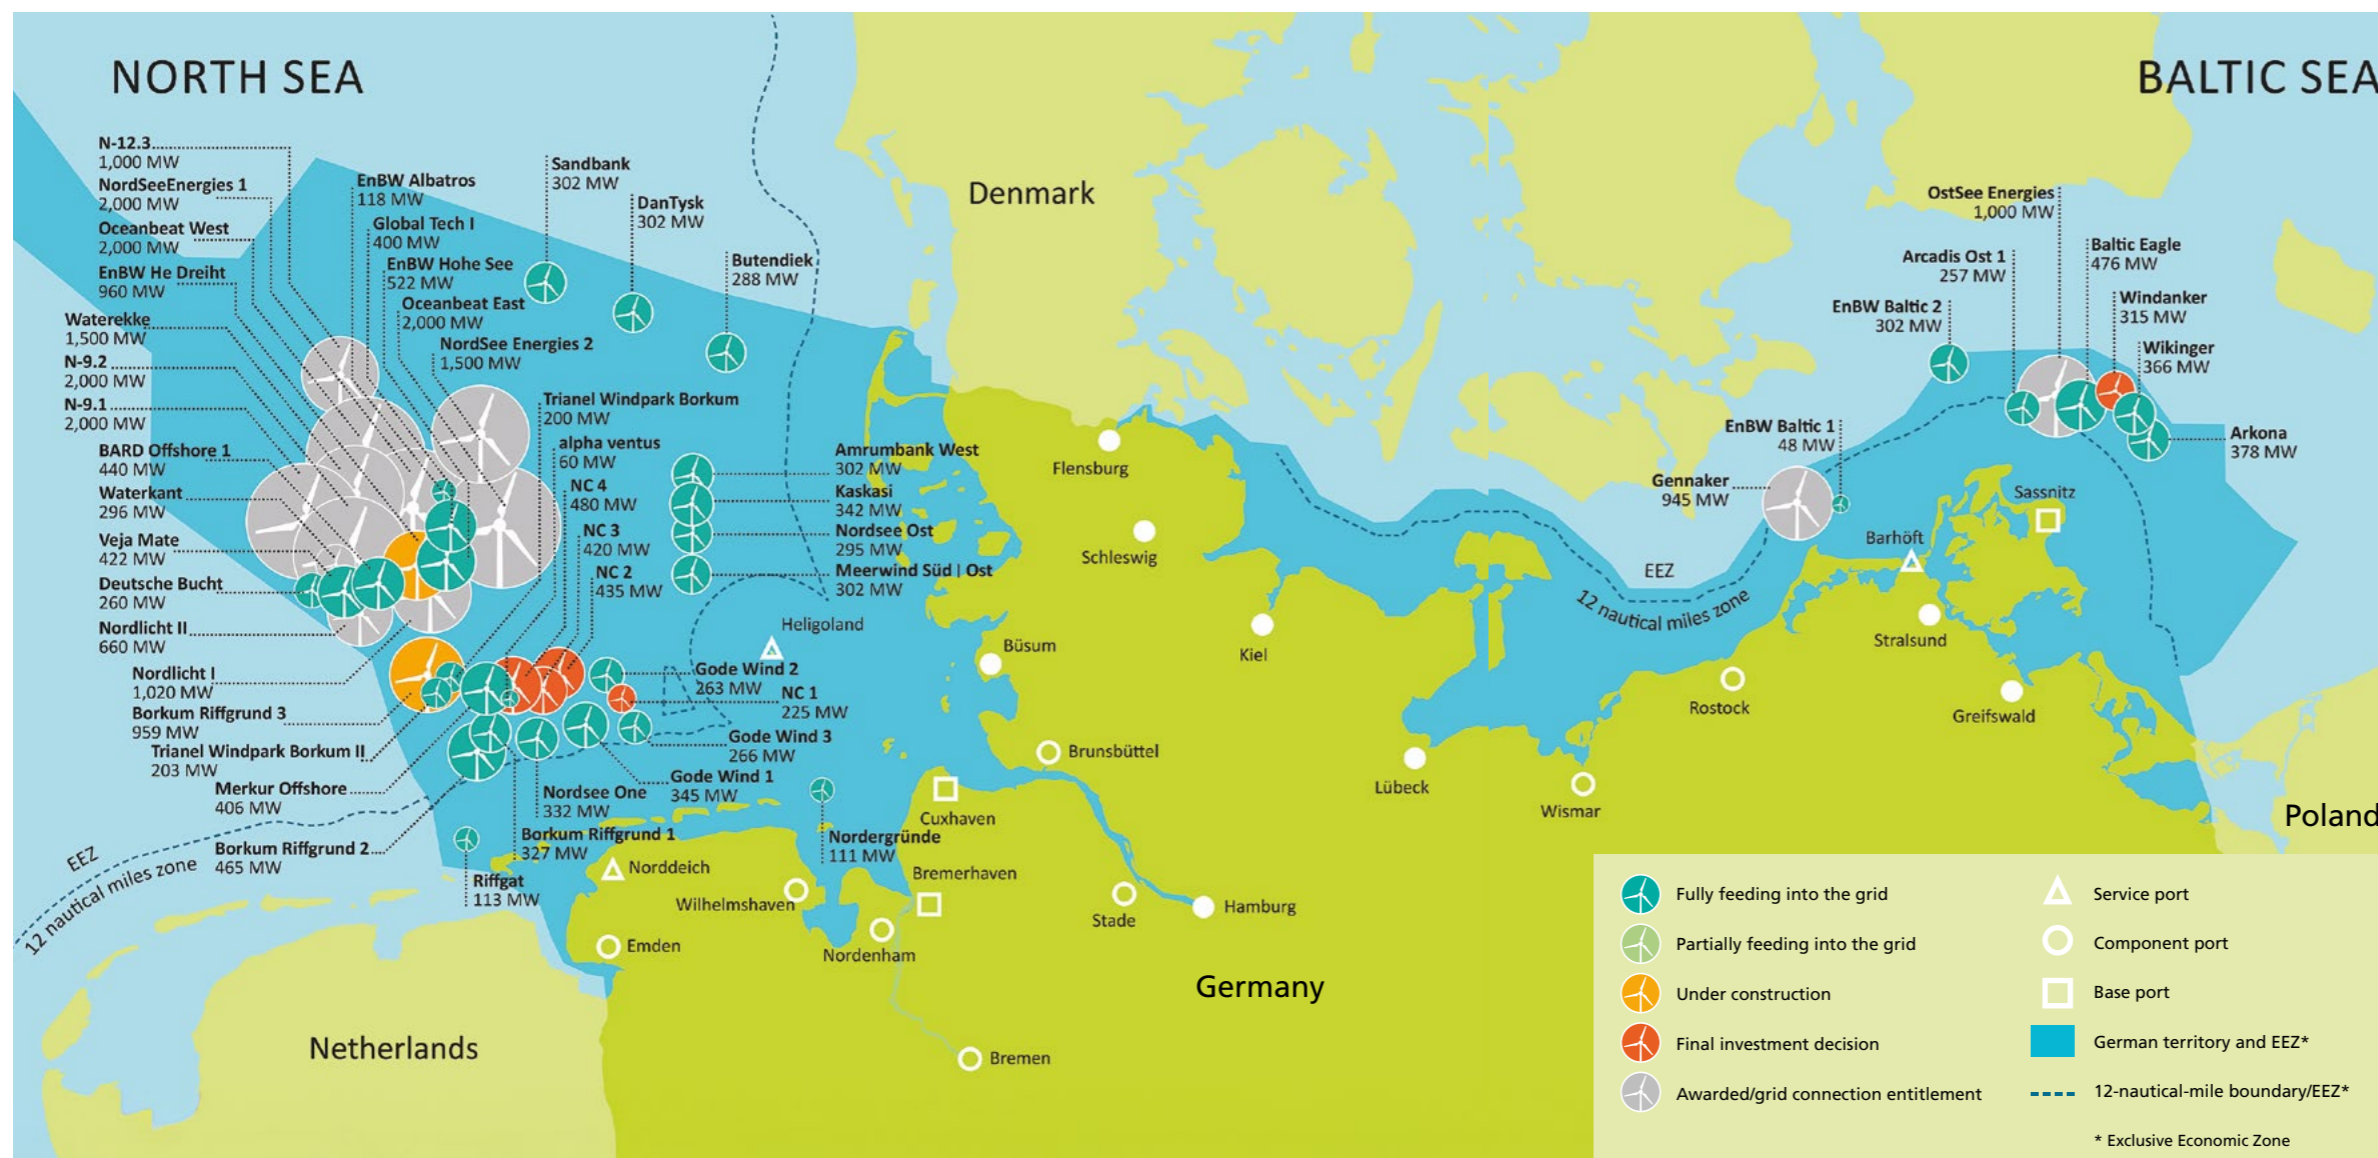 NORTH SEA
BALTIC SEA
N-12.3
1,000 MW
NordSeeEnergies 1
2,000 MW
Oceanbeat West
2,000 MW
EnBW He Dreiht
960 MW
Waterekke
1,500 MW
N-9.2
2,000 MW
N-9.1
2,000 MW
BARD Offshore 1
440 MW
Waterkant
296 MW
Veja Mate
422 MW
Deutsche Bucht
260 MW
Nordlicht II
660 MW
Nordlicht I
1,020 MW
Borkum Riffgrund 3
959 MW
Trianel Windpark Borkum II
203 MW
Merkur Offshore
406 MW
Borkum Riffgrund 2
465 MW
EnBW Albatros
118 MW
Global Tech I
400 MW
EnBW Hohe See
522 MW
Oceanbeat East
2,000 MW
NordSee Energies 2
1,500 MW
Sandbank
302 MW
DanTysk
302 MW
Butendiek
288 MW
Trianel Windpark Borkum
200 MW
alpha ventus
60 MW
NC 4
480 MW
NC 3
420 MW
NC 2
435 MW
Amrumbank West
302 MW
Kaskasi
342 MW
Nordsee Ost
295 MW
Meerwind Süd | Ost
302 MW
Heligoland
Gode Wind 2
263 MW
NC 1
225 MW
Gode Wind 3
266 MW
Gode Wind 1
345 MW
Nordsee One
332 MW
Borkum Riffgrund 1
327 MW
Nordergründe
111 MW
Riffgat
113 MW
EEZ
12 nautical miles zone
Denmark
Flensburg
Schleswig
Kiel
Büsum
Brunsbüttel
Cuxhaven
Bremerhaven
Norddeich
Wilhelmshaven
Emden
Nordenham
Stade
Hamburg
Bremen
Lübeck
Wismar
Rostock
Germany
Netherlands
Poland
OstSee Energies
1,000 MW
Arcadis Ost 1
257 MW
Baltic Eagle
476 MW
EnBW Baltic 2
302 MW
Windanker
315 MW
Wikinger
366 MW
Arkona
378 MW
EnBW Baltic 1
48 MW
Gennaker
945 MW
EEZ
12 nautical miles zone
Sassnitz
Barhöft
Stralsund
Greifswald
Fully feeding into the grid
Partially feeding into the grid
Under construction
Final investment decision
Awarded/grid connection entitlement
Service port
Component port
Base port
German territory and EEZ*
12-nautical-mile boundary/EEZ*
* Exclusive Economic Zone